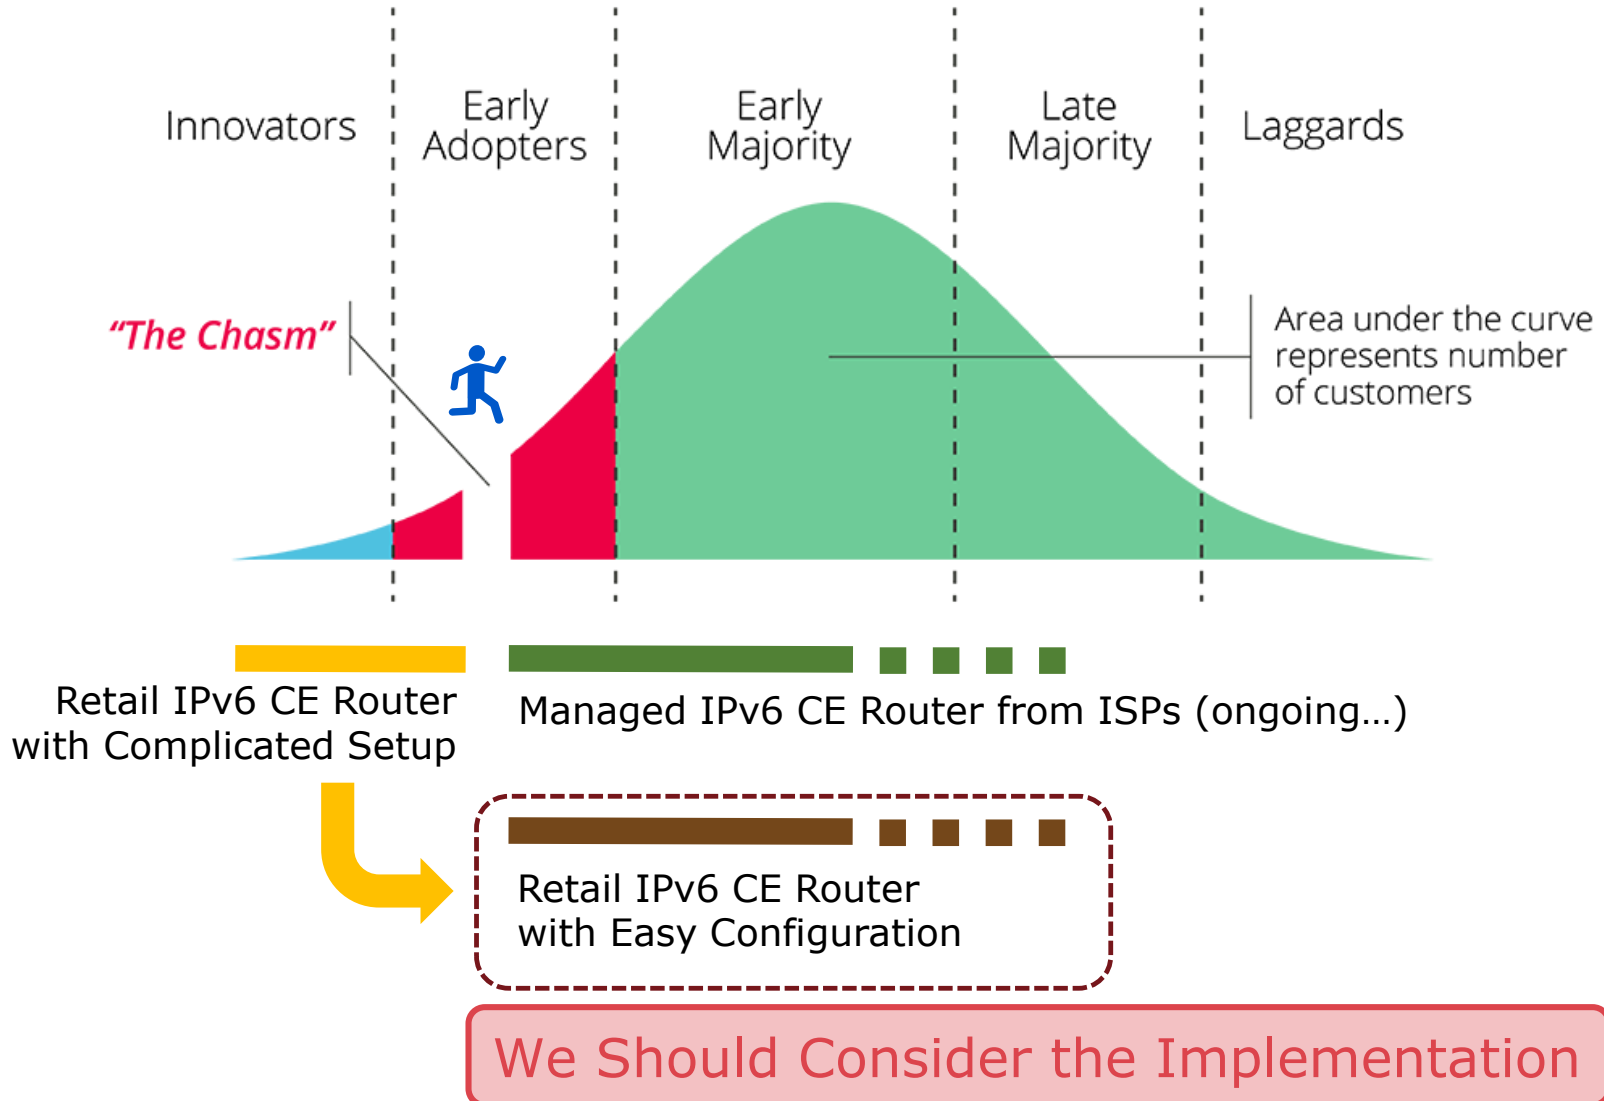 Innovators
Early
Adopters
Early
Majority
Late
Majority
Laggards
“The Chasm”
Area under the curve
represents number
of customers
Retail IPv6 CE Router
with Complicated Setup
Managed IPv6 CE Router from ISPs (ongoing…)
Retail IPv6 CE Router
with Easy Configuration
We Should Consider the Implementation